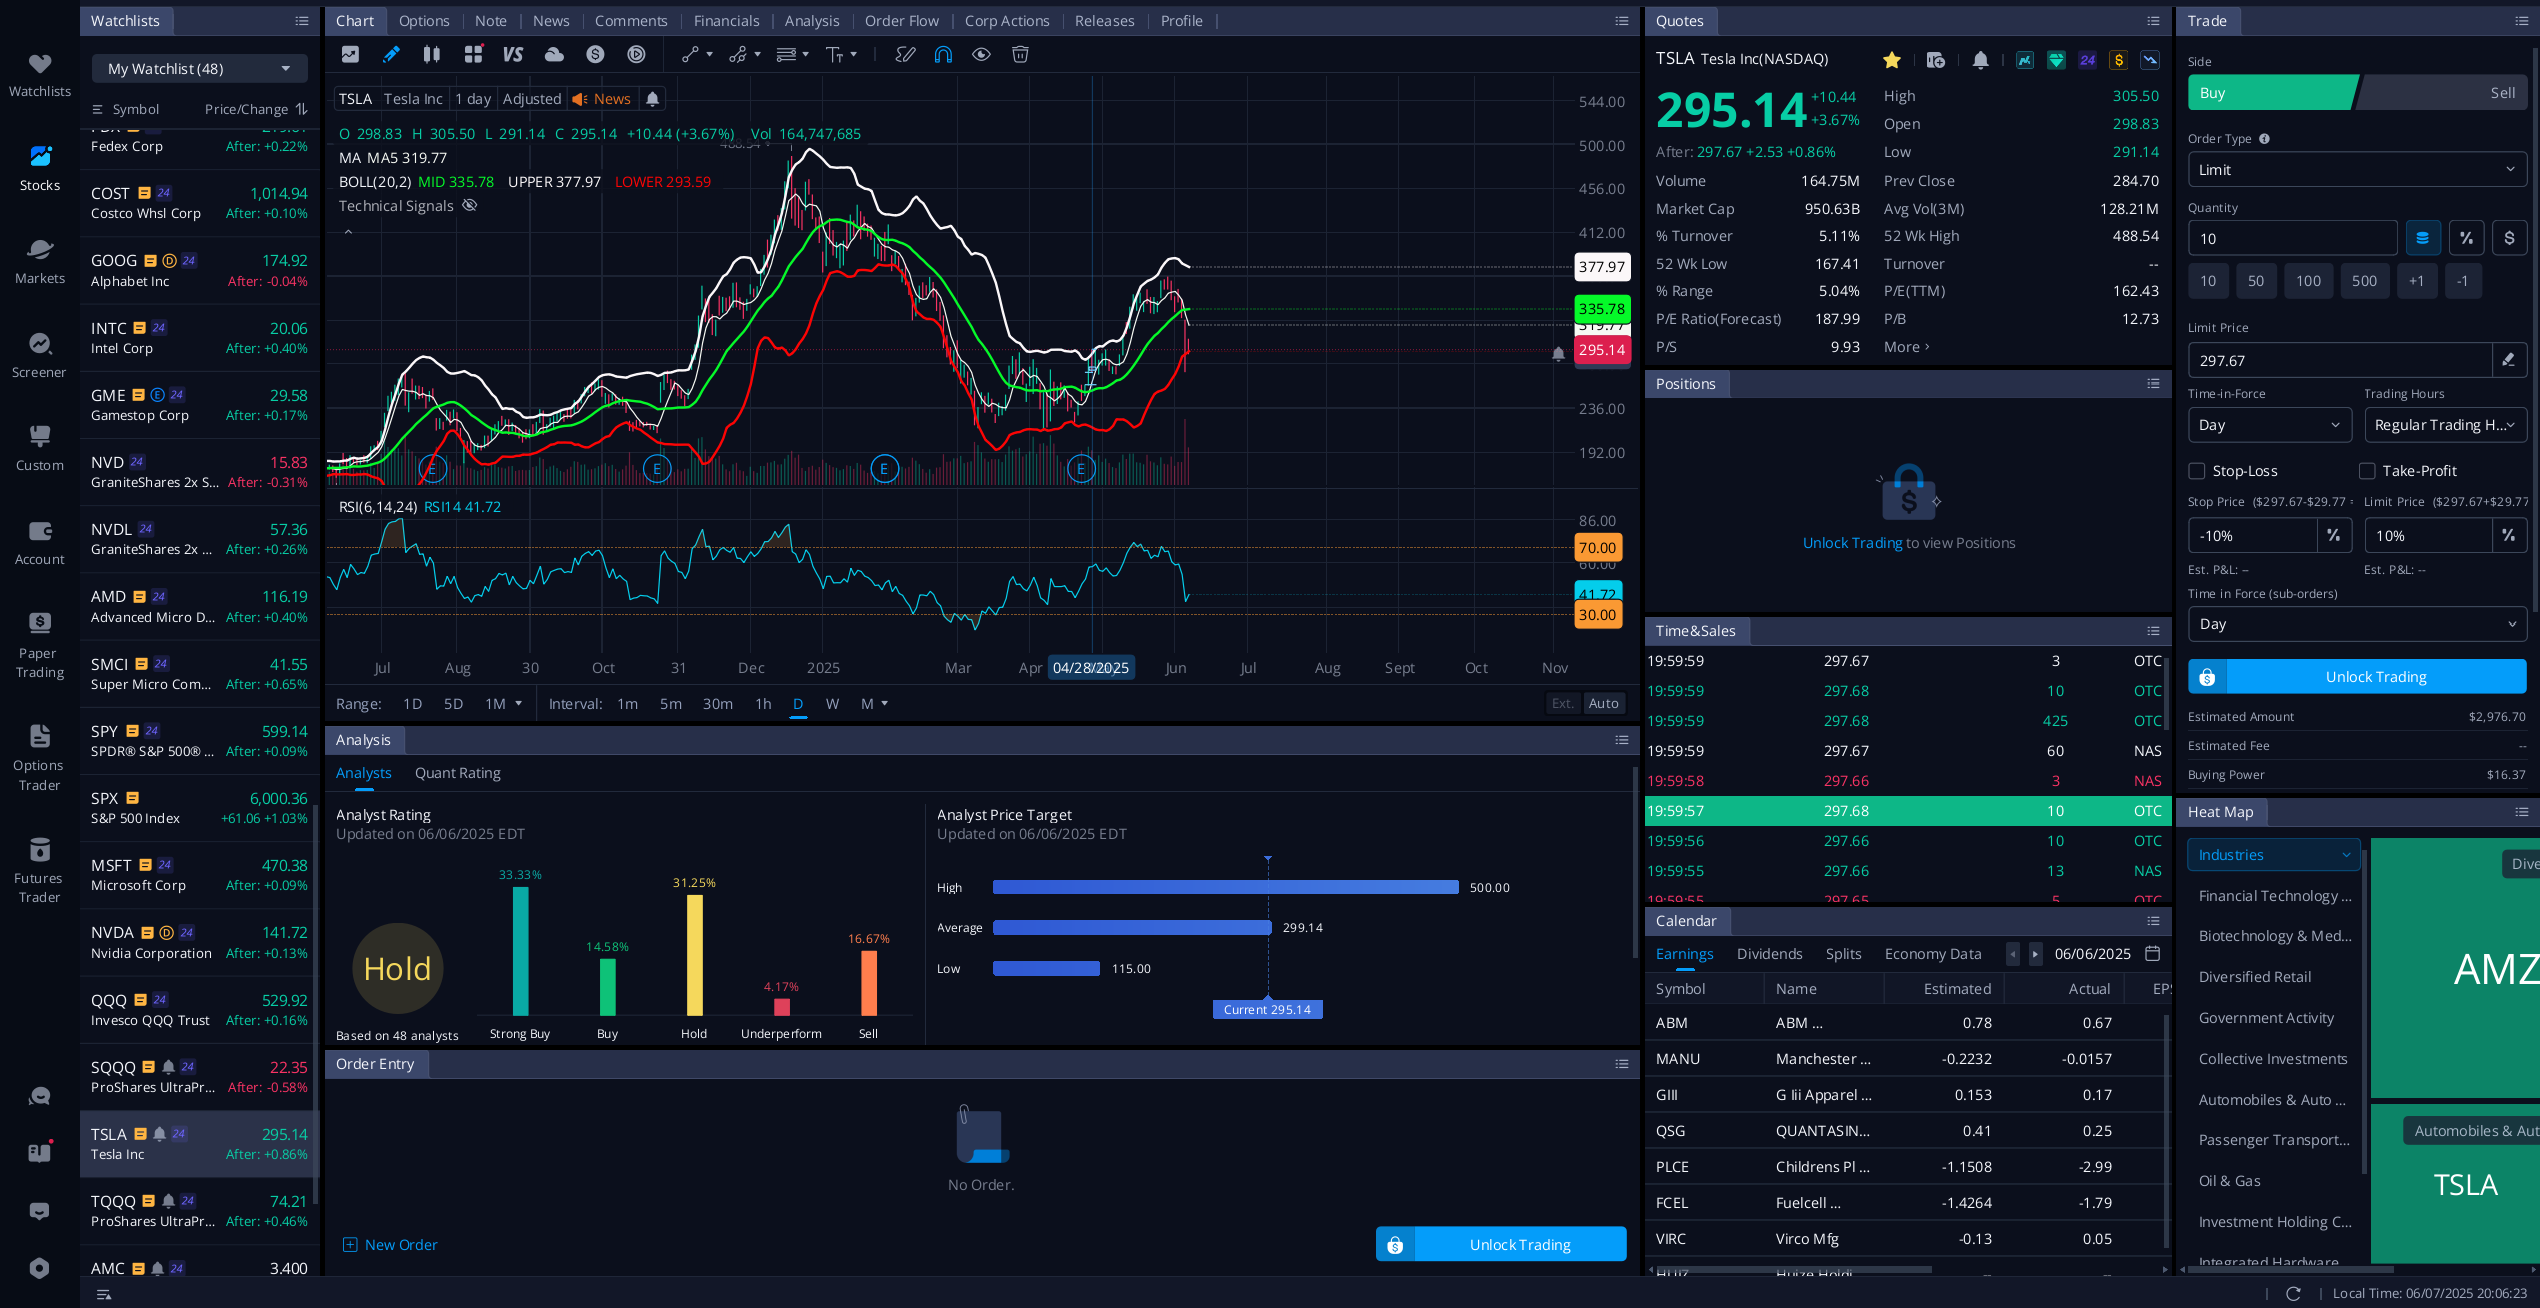 Watchlists
Stocks
Markets
Screener
Custom
Account
Paper
Trading
Options
Trader
Futures
Trader
Watchlists
My Watchlist (48)
Symbol Price/Change
Fedex Corp After: +0.22%
COST 24 1,014.94
Costco Whsl Corp After: +0.10%
GOOG D 24 174.92
Alphabet Inc After: -0.04%
INTC 24 20.06
Intel Corp After: +0.40%
GME E 24 29.58
Gamestop Corp After: +0.17%
NVD 24 15.83
GraniteShares 2x S... After: -0.31%
NVDL 24 57.36
GraniteShares 2x ... After: +0.26%
AMD 24 116.19
Advanced Micro D... After: +0.40%
SMCI 24 41.55
Super Micro Com... After: +0.65%
SPY 24 599.14
SPDR® S&P 500® ... After: +0.09%
SPX 6,000.36
S&P 500 Index +61.06 +1.03%
MSFT 24 470.38
Microsoft Corp After: +0.09%
NVDA D 24 141.72
Nvidia Corporation After: +0.13%
QQQ 24 529.92
Invesco QQQ Trust After: +0.16%
SQQQ 24 22.35
ProShares UltraPr... After: -0.58%
TSLA 24 295.14
Tesla Inc After: +0.86%
TQQQ 24 74.21
ProShares UltraPr... After: +0.46%
AMC 24 3.400
Chart Options Note News Comments Financials Analysis Order Flow Corp Actions Releases Profile
VS
TSLA Tesla Inc 1 day Adjusted News
O 298.83 H 305.50 L 291.14 C 295.14 +10.44 (+3.67%) Vol 164,747,685
MA MA5 319.77
BOLL(20,2) MID 335.78 UPPER 377.97 LOWER 293.59
Technical Signals
544.00
500.00
456.00
412.00
377.97
335.78
319.77
295.14
236.00
192.00
E E E E
RSI(6,14,24) RSI14 41.72
86.00
70.00
60.00
41.72
30.00
Jul Aug 30 Oct 31 Dec 2025 Mar Apr 04/28/2025 Jun Jul Aug Sept Oct Nov
Range: 1D 5D 1M Interval: 1m 5m 30m 1h D W M Ext. Auto
Analysis
Analysts Quant Rating
Analyst Rating
Updated on 06/06/2025 EDT
Hold
Based on 48 analysts
33.33% 14.58% 31.25% 4.17% 16.67%
Strong Buy Buy Hold Underperform Sell
Analyst Price Target
Updated on 06/06/2025 EDT
High 500.00
Average 299.14
Low 115.00
Current 295.14
Order Entry
No Order.
New Order Unlock Trading
Quotes
TSLA Tesla Inc(NASDAQ) 24
295.14 +10.44
+3.67%
After: 297.67 +2.53 +0.86%
High 305.50
Open 298.83
Low 291.14
Volume 164.75M Prev Close 284.70
Market Cap 950.63B Avg Vol(3M) 128.21M
% Turnover 5.11% 52 Wk High 488.54
52 Wk Low 167.41 Turnover --
% Range 5.04% P/E(TTM) 162.43
P/E Ratio(Forecast) 187.99 P/B 12.73
P/S 9.93 More
Positions
Unlock Trading to view Positions
Time&Sales
19:59:59 297.67 3 OTC
19:59:59 297.68 10 OTC
19:59:59 297.68 425 OTC
19:59:59 297.67 60 NAS
19:59:58 297.66 3 NAS
19:59:57 297.68 10 OTC
19:59:56 297.66 10 OTC
19:59:55 297.66 13 NAS
19:59:55 297.65 5 OTC
Calendar
Earnings Dividends Splits Economy Data 06/06/2025
Symbol Name Estimated Actual EPS
ABM ABM ... 0.78 0.67
MANU Manchester ... -0.2232 -0.0157
GIII G Iii Apparel ... 0.153 0.17
QSG QUANTASIN... 0.41 0.25
PLCE Childrens Pl ... -1.1508 -2.99
FCEL Fuelcell ... -1.4264 -1.79
VIRC Virco Mfg -0.13 0.05
Trade
Side
Buy Sell
Order Type
Limit
Quantity
10 % $
10 50 100 500 +1 -1
Limit Price
297.67
Time-in-Force Trading Hours
Day Regular Trading H...
Stop-Loss Take-Profit
Stop Price ($297.67-$29.77 = Limit Price ($297.67+$29.77
-10% % 10% %
Est. P&L: -- Est. P&L: --
Time in Force (sub-orders)
Day
Unlock Trading
Estimated Amount $2,976.70
Estimated Fee --
Buying Power $16.37
Heat Map
Industries
Financial Technology ...
Biotechnology & Med...
Diversified Retail
Government Activity
Collective Investments
Automobiles & Auto ...
Passenger Transport...
Oil & Gas
Investment Holding C...
Integrated Hardware
Dive
AMZ
Automobiles & Aut
TSLA
Local Time: 06/07/2025 20:06:23